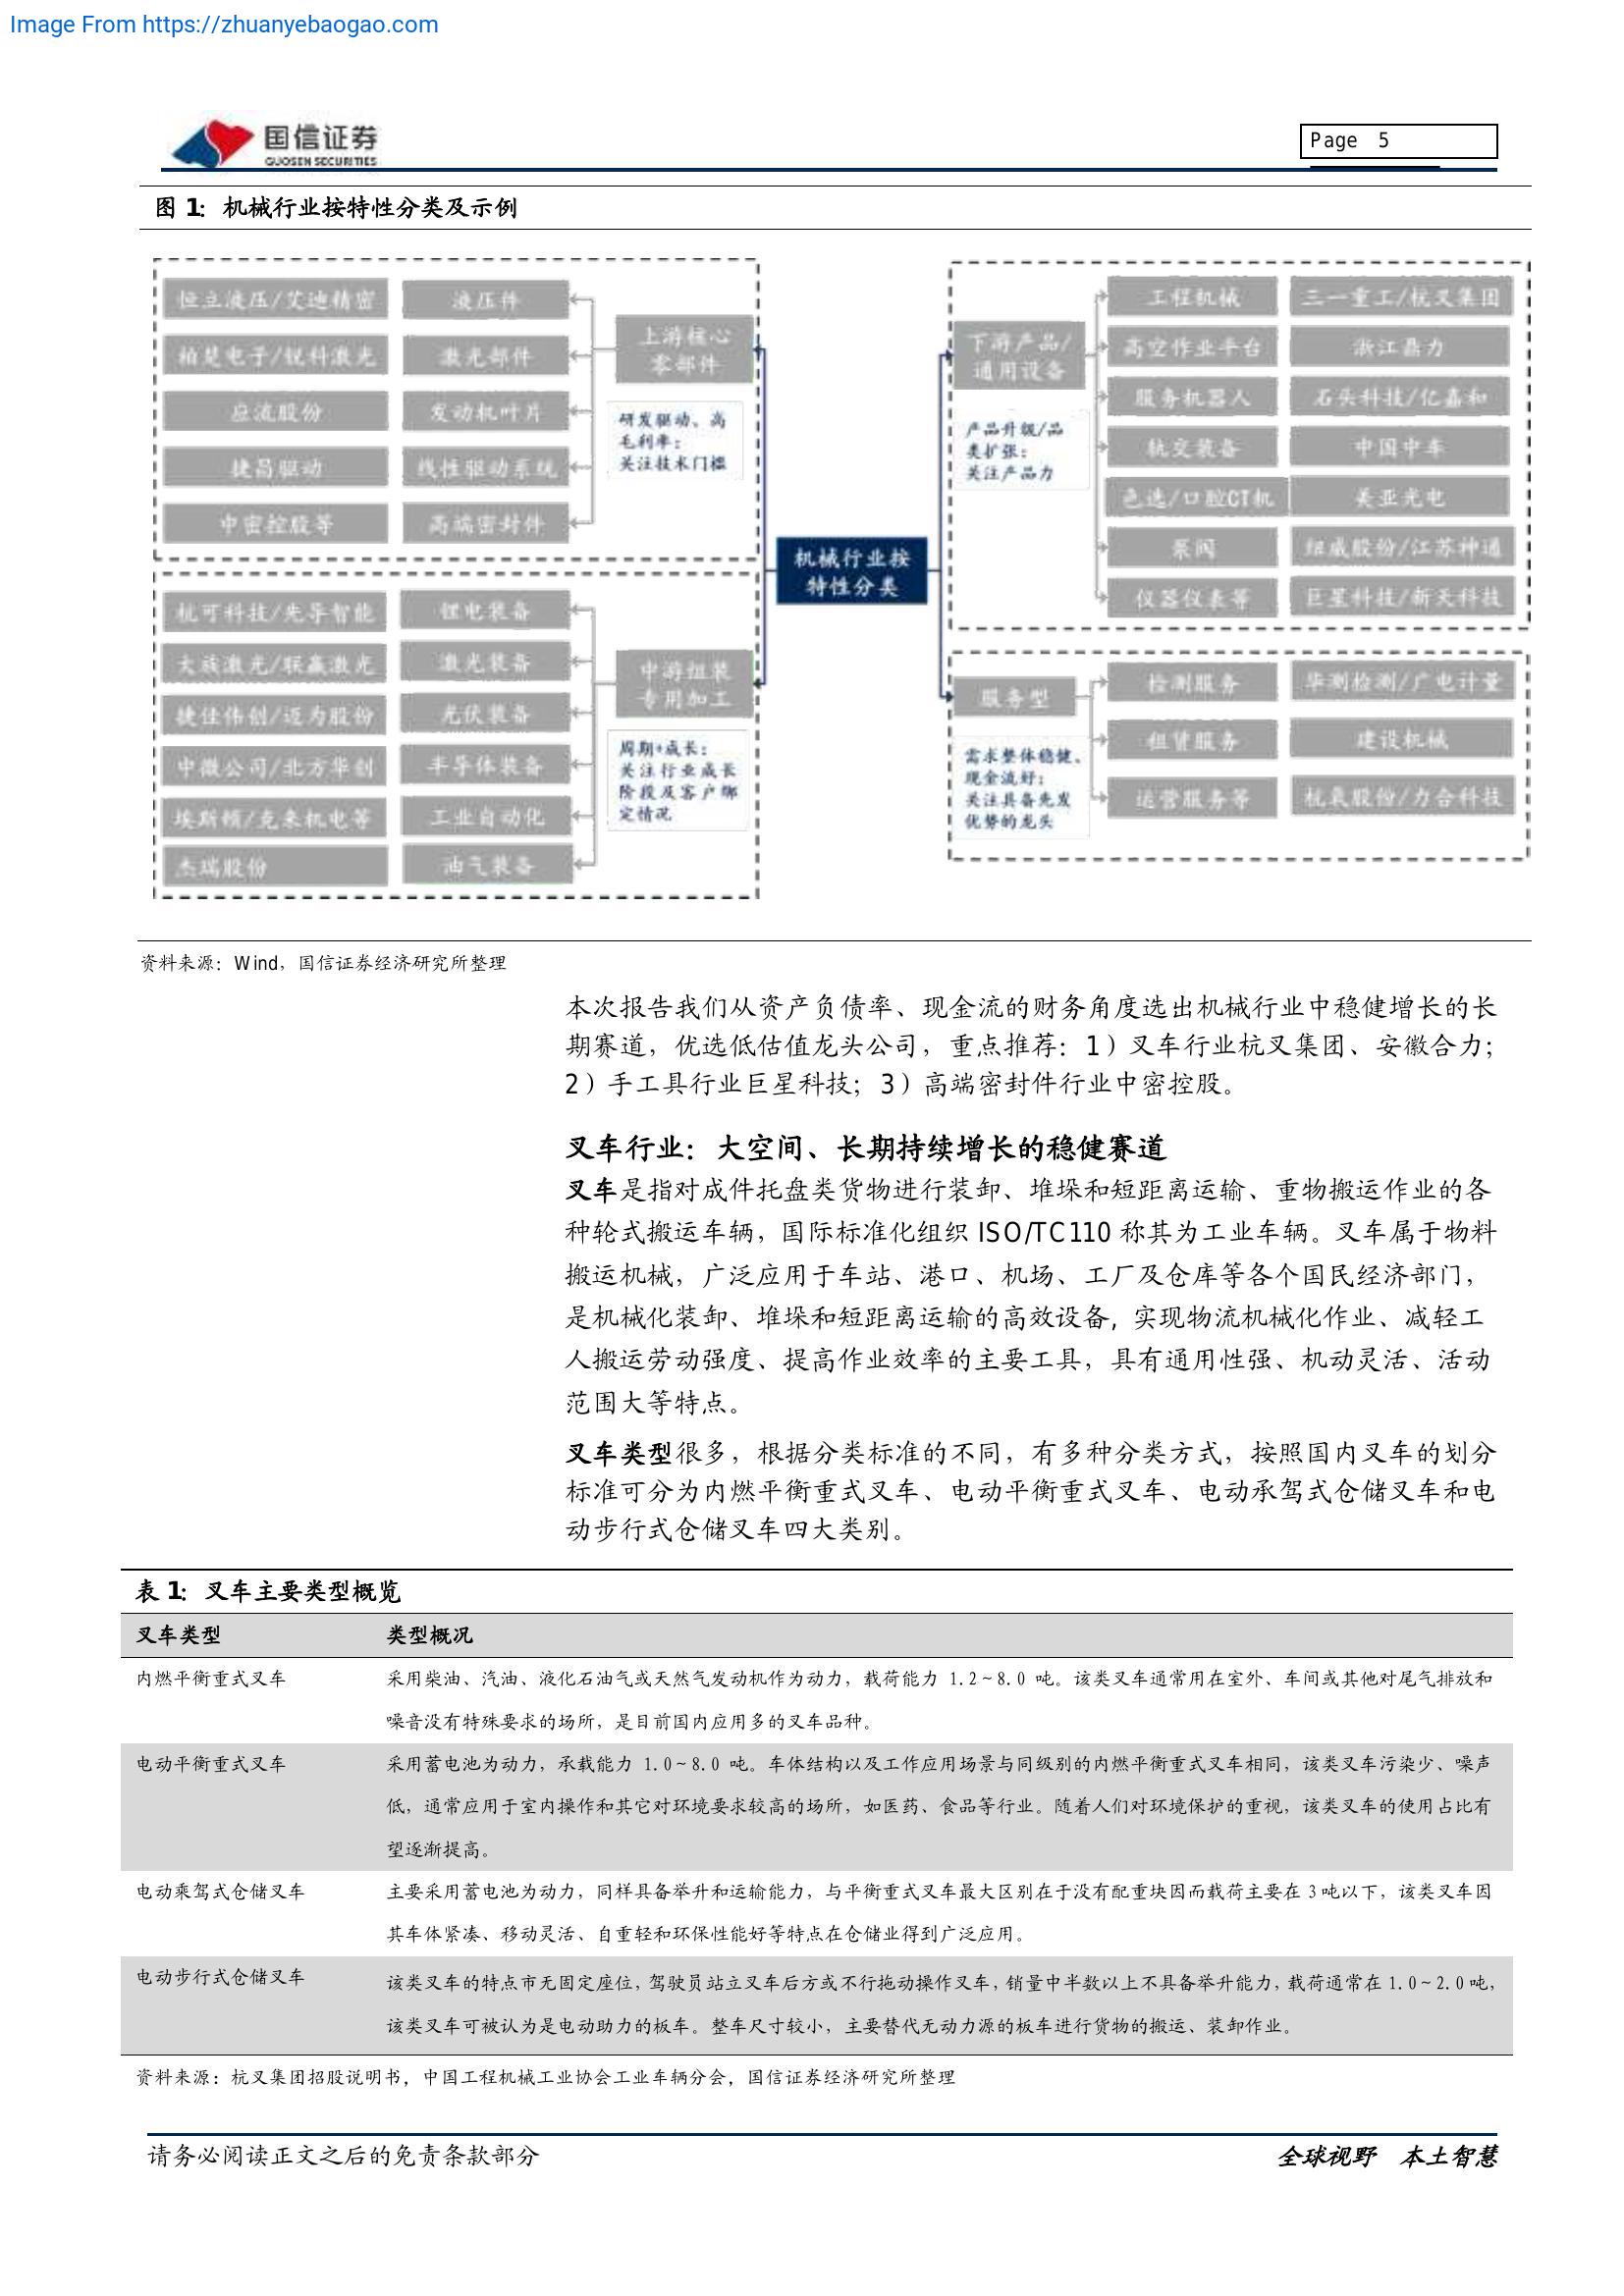 Image From https://zhuanyebaogao.com
国信证券
GUOSEN SECURITIES
Page 5
图 1: 机械行业按特性分类及示例
恒立液压/艾迪精密 液压件
柏楚电子/锐科激光 激光部件
应流股份 发动机叶片
捷昌驱动 线性驱动系统
中密控股等 高端密封件
上游核心
零部件
研发驱动、高
毛利率:
关注技术门槛
杭可科技/先导智能 锂电装备
大族激光/联赢激光 激光装备
捷佳伟创/迈为股份 光伏装备
中微公司/北方华创 半导体装备
埃斯顿/克来机电等 工业自动化
杰瑞股份 油气装备
中游组装
专用加工
周期+成长:
关注行业成长
阶段及客户绑
定情况
机械行业按
特性分类
下游产品/
通用设备
产品升级/品
类扩张:
关注产品力
工程机械 三一重工/杭叉集团
高空作业平台 浙江鼎力
服务机器人 石头科技/亿嘉和
轨交装备 中国中车
色选/口腔CT机 美亚光电
泵阀 纽威股份/江苏神通
仪器仪表等 巨星科技/新天科技
服务型
需求整体稳健、
现金流好;
关注具备先发
优势的龙头
检测服务 华测检测/广电计量
租赁服务 建设机械
运营服务等 杭氧股份/力合科技
资料来源: Wind, 国信证券经济研究所整理
本次报告我们从资产负债率、现金流的财务角度选出机械行业中稳健增长的长
期赛道，优选低估值龙头公司，重点推荐: 1）叉车行业杭叉集团、安徽合力;
2）手工具行业巨星科技; 3）高端密封件行业中密控股。
叉车行业: 大空间、长期持续增长的稳健赛道
叉车是指对成件托盘类货物进行装卸、堆垛和短距离运输、重物搬运作业的各
种轮式搬运车辆，国际标准化组织 ISO/TC110 称其为工业车辆。叉车属于物料
搬运机械，广泛应用于车站、港口、机场、工厂及仓库等各个国民经济部门，
是机械化装卸、堆垛和短距离运输的高效设备, 实现物流机械化作业、减轻工
人搬运劳动强度、提高作业效率的主要工具，具有通用性强、机动灵活、活动
范围大等特点。
叉车类型很多，根据分类标准的不同，有多种分类方式，按照国内叉车的划分
标准可分为内燃平衡重式叉车、电动平衡重式叉车、电动承驾式仓储叉车和电
动步行式仓储叉车四大类别。
表 1: 叉车主要类型概览
叉车类型 类型概况
内燃平衡重式叉车 采用柴油、汽油、液化石油气或天然气发动机作为动力，载荷能力 1.2~8.0 吨。该类叉车通常用在室外、车间或其他对尾气排放和
噪音没有特殊要求的场所，是目前国内应用多的叉车品种。
电动平衡重式叉车 采用蓄电池为动力，承载能力 1.0~8.0 吨。车体结构以及工作应用场景与同级别的内燃平衡重式叉车相同，该类叉车污染少、噪声
低，通常应用于室内操作和其它对环境要求较高的场所，如医药、食品等行业。随着人们对环境保护的重视，该类叉车的使用占比有
望逐渐提高。
电动乘驾式仓储叉车 主要采用蓄电池为动力，同样具备举升和运输能力，与平衡重式叉车最大区别在于没有配重块因而载荷主要在 3 吨以下，该类叉车因
其车体紧凑、移动灵活、自重轻和环保性能好等特点在仓储业得到广泛应用。
电动步行式仓储叉车 该类叉车的特点市无固定座位，驾驶员站立叉车后方或不行拖动操作叉车，销量中半数以上不具备举升能力，载荷通常在 1.0~2.0 吨，
该类叉车可被认为是电动助力的板车。整车尺寸较小，主要替代无动力源的板车进行货物的搬运、装卸作业。
资料来源: 杭叉集团招股说明书，中国工程机械工业协会工业车辆分会，国信证券经济研究所整理
请务必阅读正文之后的免责条款部分
全球视野 本土智慧